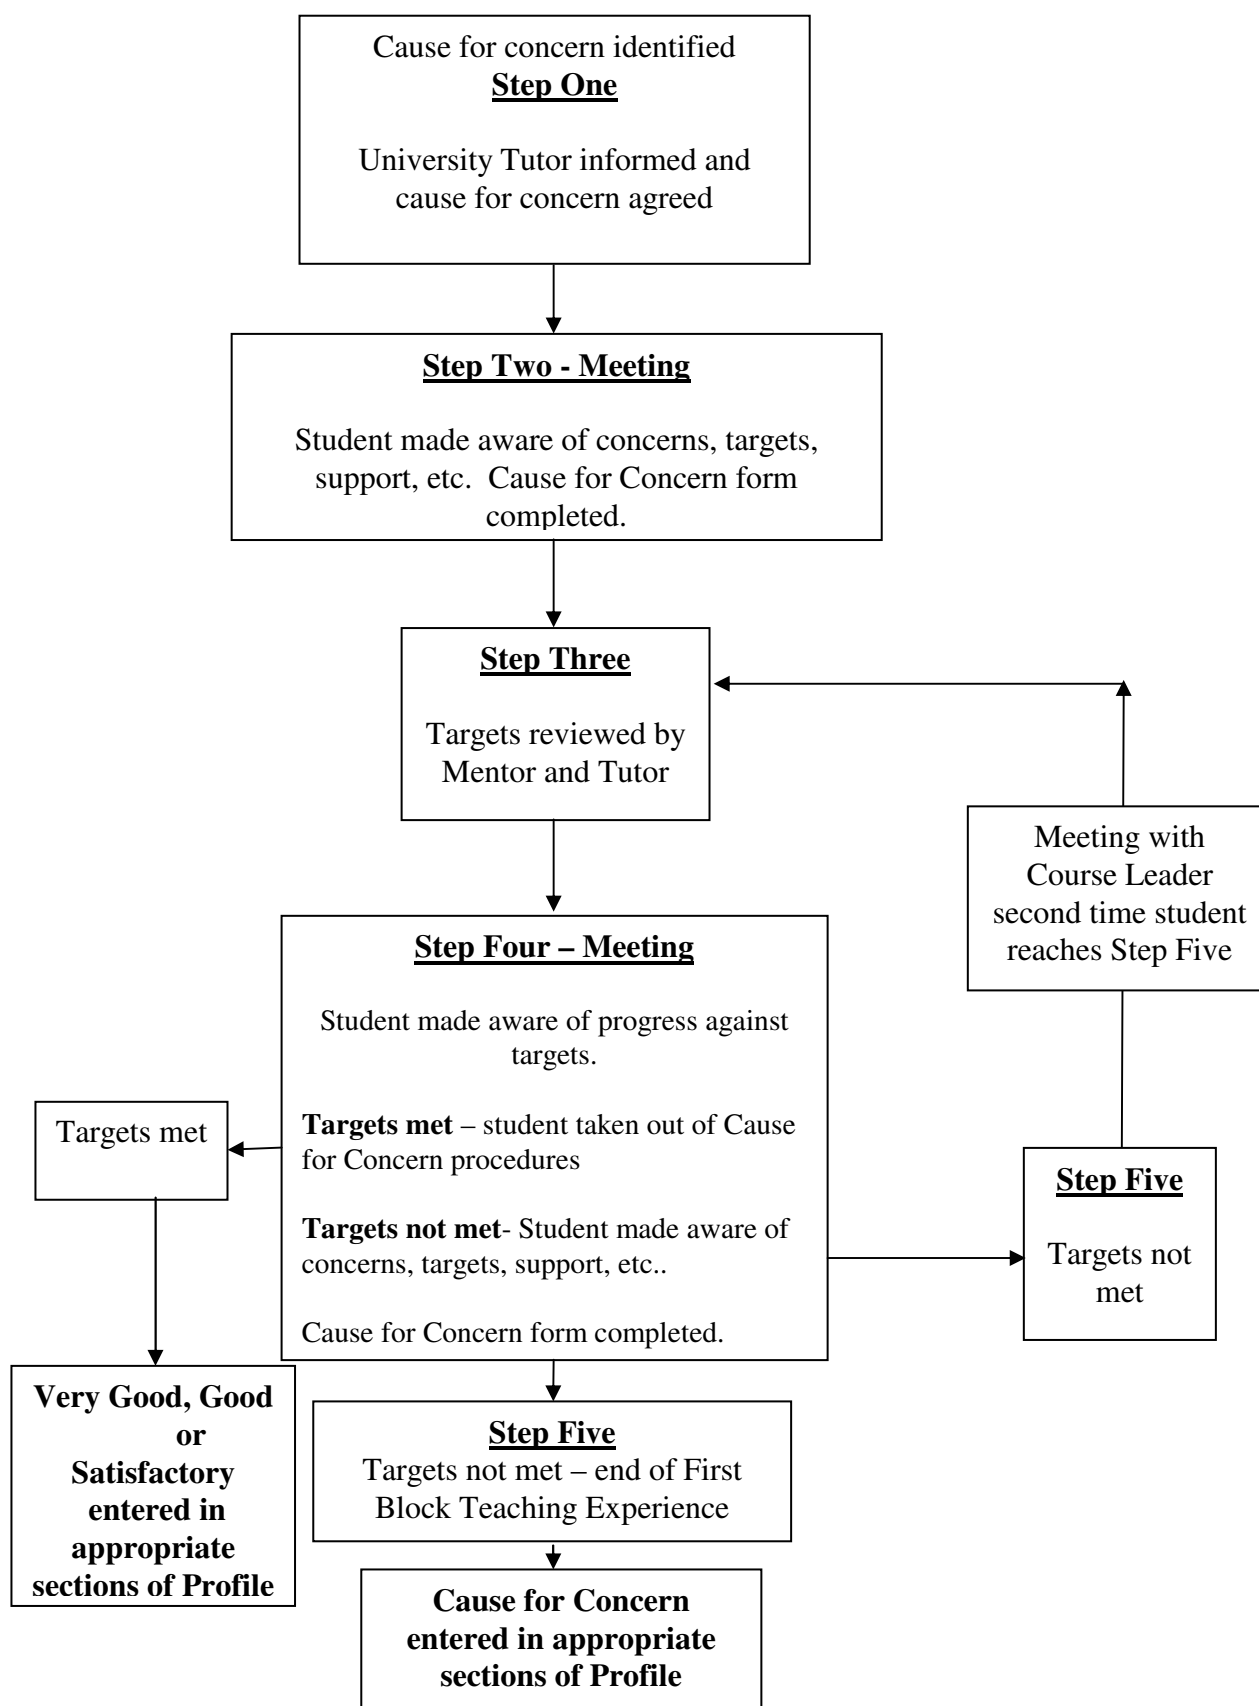 Cause for concern identified
Step One
University Tutor informed and
cause for concern agreed
Step Two - Meeting
Student made aware of concerns, targets,
support, etc.  Cause for Concern form
completed.
Step Three
Targets reviewed by
Mentor and Tutor
Meeting with
Course Leader
second time student
reaches Step Five
Step Four – Meeting
Student made aware of progress against
targets.
Targets met – student taken out of Cause
for Concern procedures
Targets not met- Student made aware of
concerns, targets, support, etc..
Cause for Concern form completed.
Targets met
Step Five
Targets not
met
Very Good, Good
or
Satisfactory
entered in
appropriate
sections of Profile
Step Five
Targets not met – end of First
Block Teaching Experience
Cause for Concern
entered in appropriate
sections of Profile